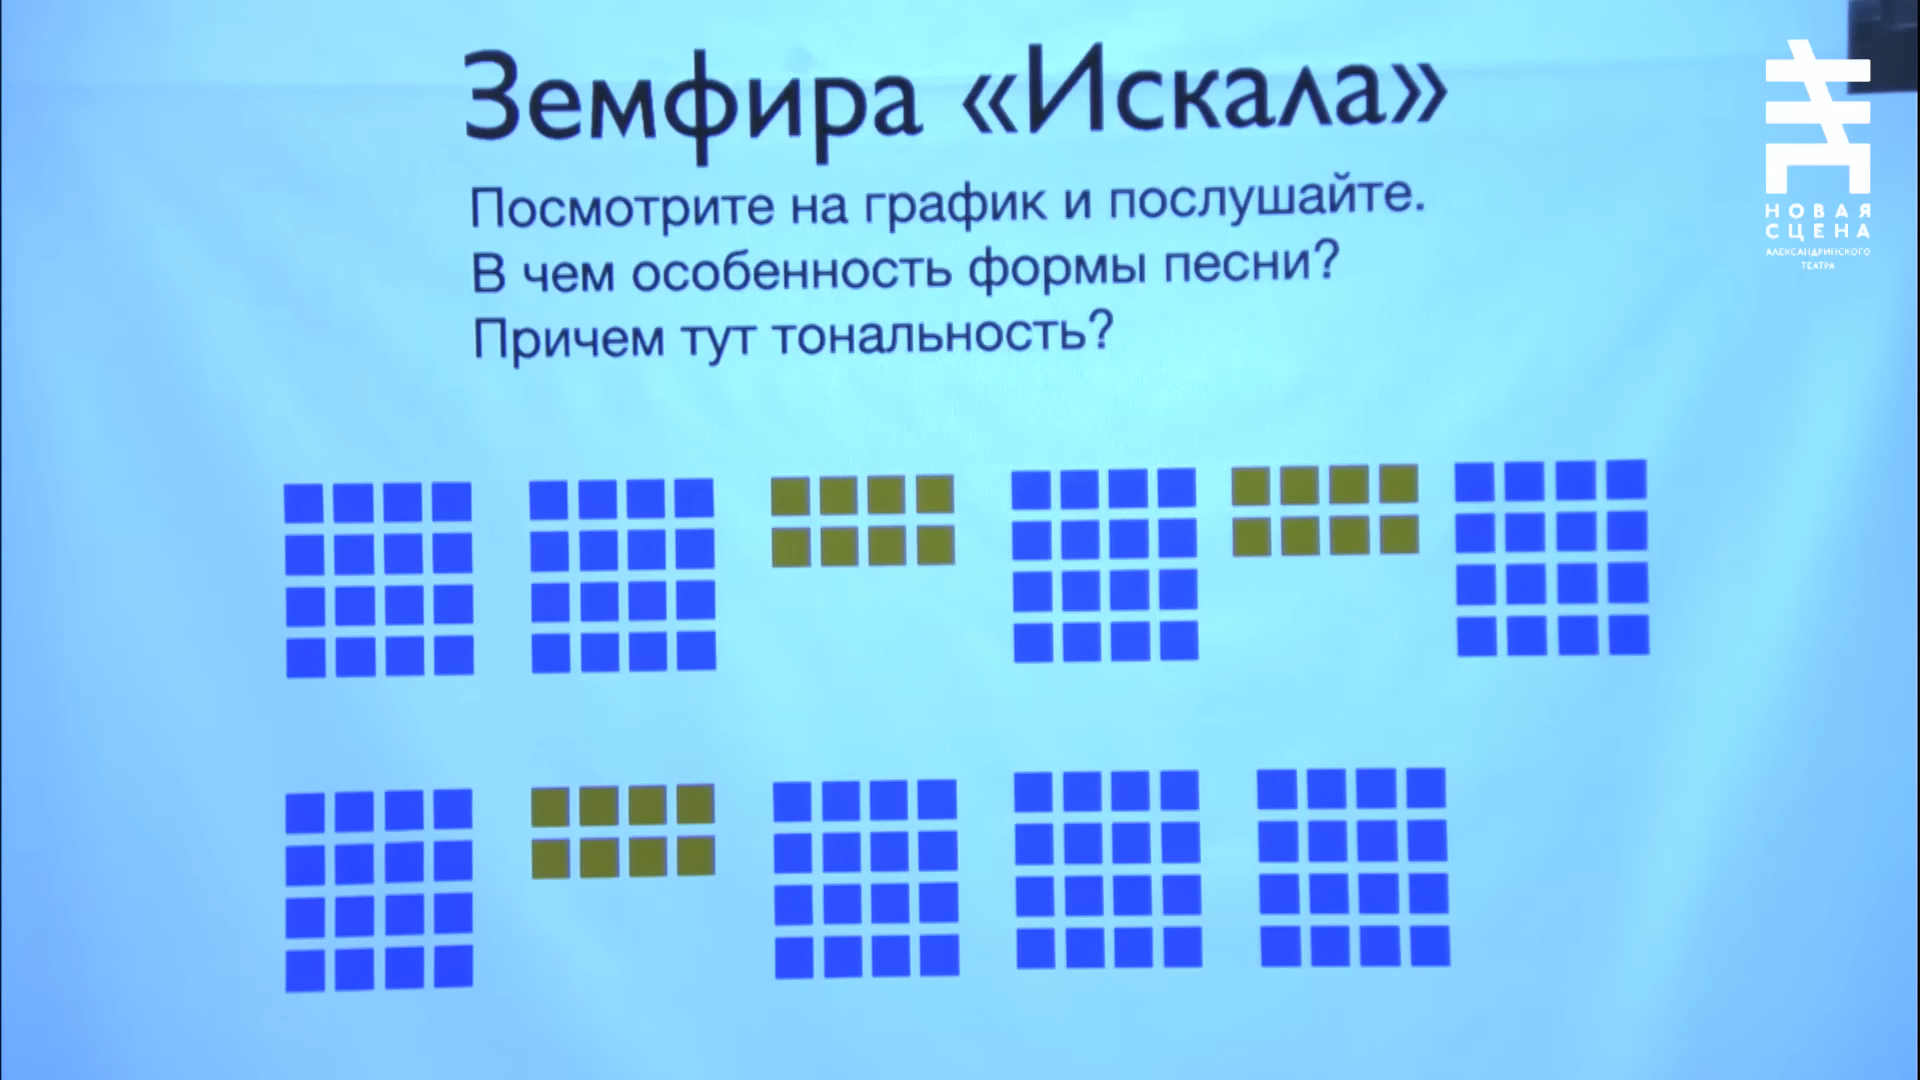 Земфира «Искала»
Посмотрите на график и послушайте.
В чем особенность формы песни?
Причем тут тональность?
НОВАЯ
СЦЕНА
АЛЕКСАНДРИНСКОГО
ТЕАТРА